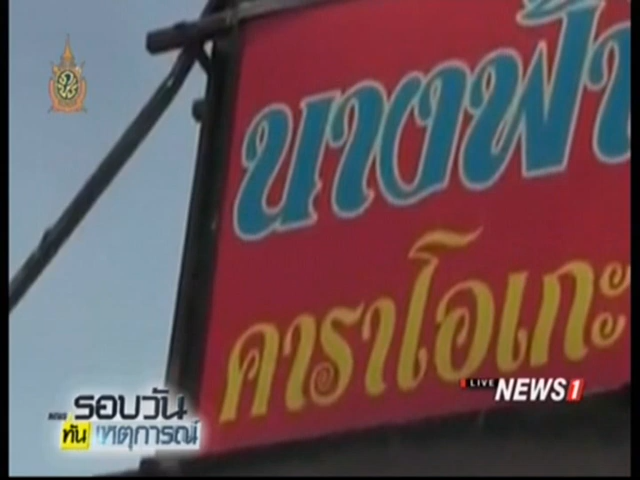 นางฟ้า
คาราโอเกะ
LIVE NEWS1
รอบวัน
ทัน เหตุการณ์